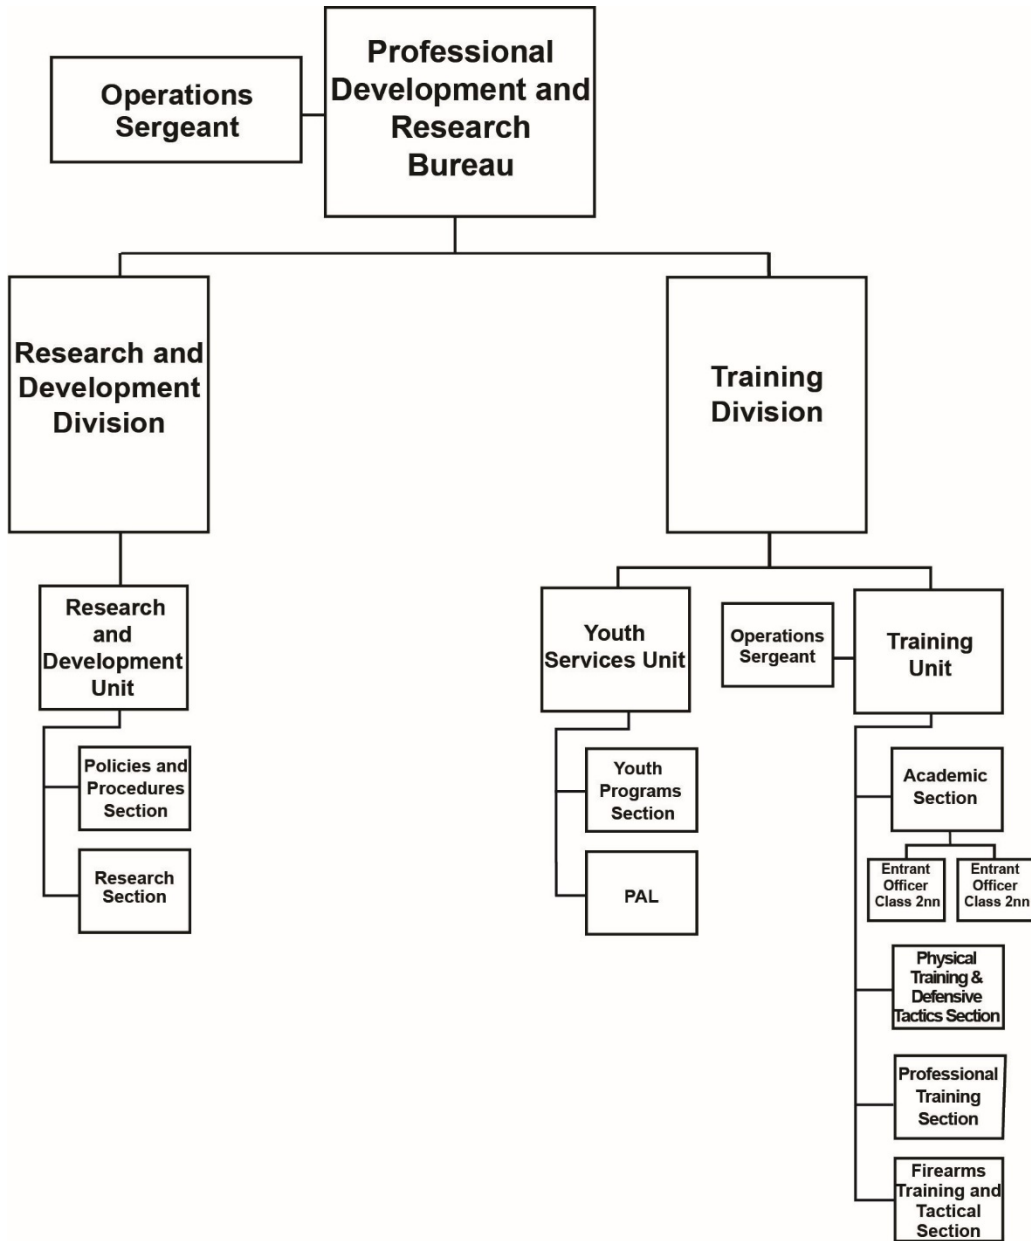 Professional
Development and
Research
Bureau
Operations
Sergeant
Research and
Development
Division
Training
Division
Research
and
Development
Unit
Youth
Services Unit
Operations
Sergeant
Training
Unit
Policies and
Procedures
Section
Research
Section
Youth
Programs
Section
PAL
Academic
Section
Entrant
Officer
Class 2nn
Entrant
Officer
Class 2nn
Physical
Training &
Defensive
Tactics Section
Professional
Training
Section
Firearms
Training and
Tactical
Section